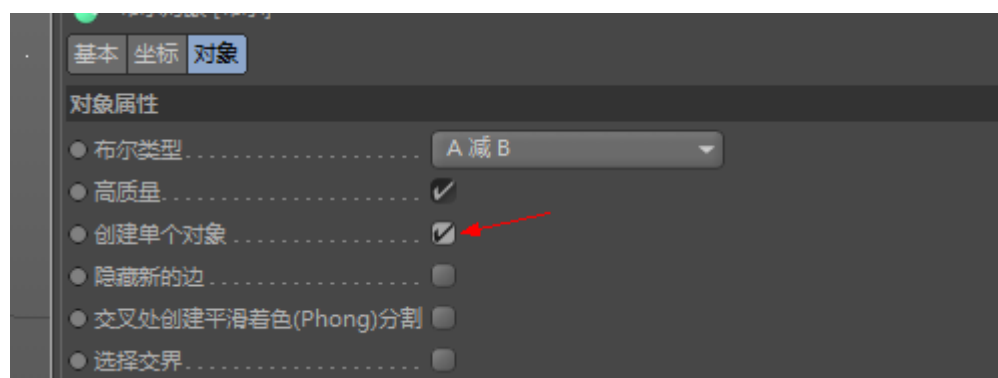 基本 坐标 对象
对象属性
布尔类型. . . . . . . . . . . . . . . . . . . . A 减 B
高质量. . . . . . . . . . . . . . . . . . . . . .
创建单个对象 . . . . . . . . . . . . . . . .
隐藏新的边. . . . . . . . . . . . . . . . . .
交叉处创建平滑着色(Phong)分割
选择交界. . . . . . . . . . . . . . . . . . . .